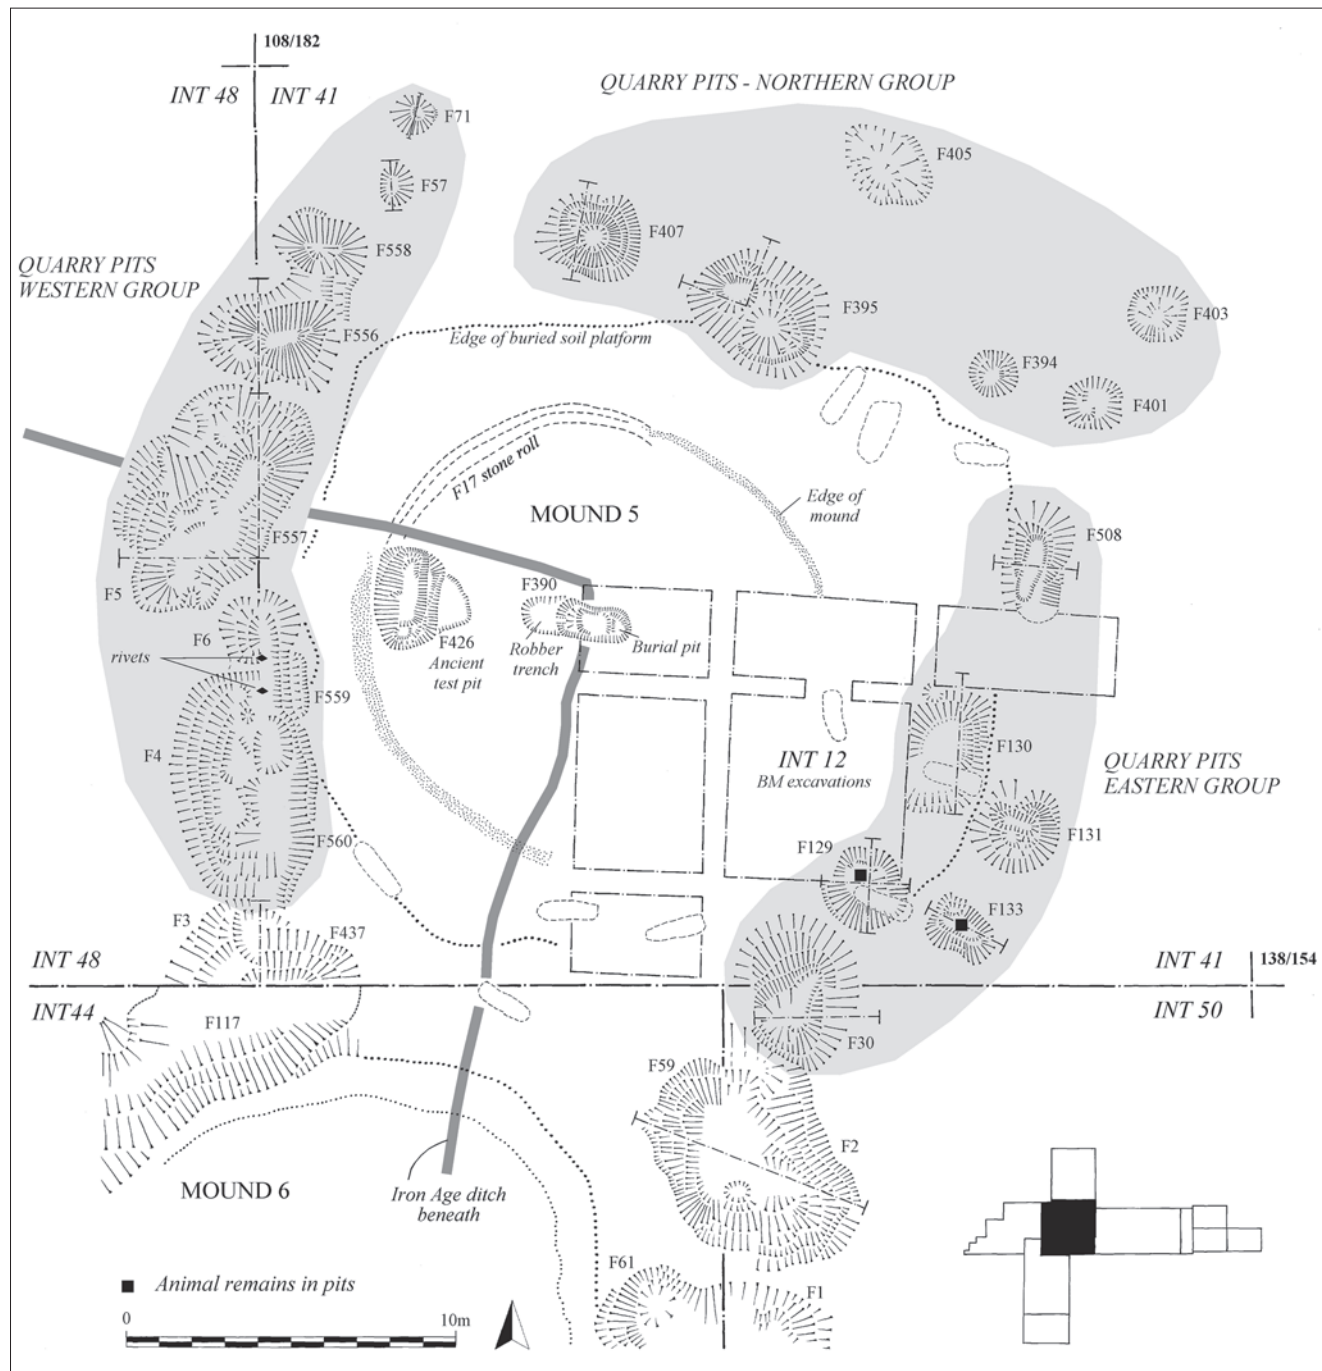 108/182
INT 48
INT 41
QUARRY PITS - NORTHERN GROUP
F71
F405
F57
F407
F558
QUARRY PITS
WESTERN GROUP
F395
F403
F556
Edge of buried soil platform
F394
F401
F17 stone roll
Edge of
mound
MOUND 5
F557
F508
F5
F390
F6
F426
Ancient
test pit
Robber
trench
Burial pit
rivets
F559
F4
F130
INT 12
BM excavations
QUARRY PITS
EASTERN GROUP
F131
F560
F129
F3
F437
F133
INT 48
INT 41
138/154
INT44
INT 50
F117
F30
F59
F2
MOUND 6
Iron Age ditch
beneath
F61
F1
Animal remains in pits
0
10m